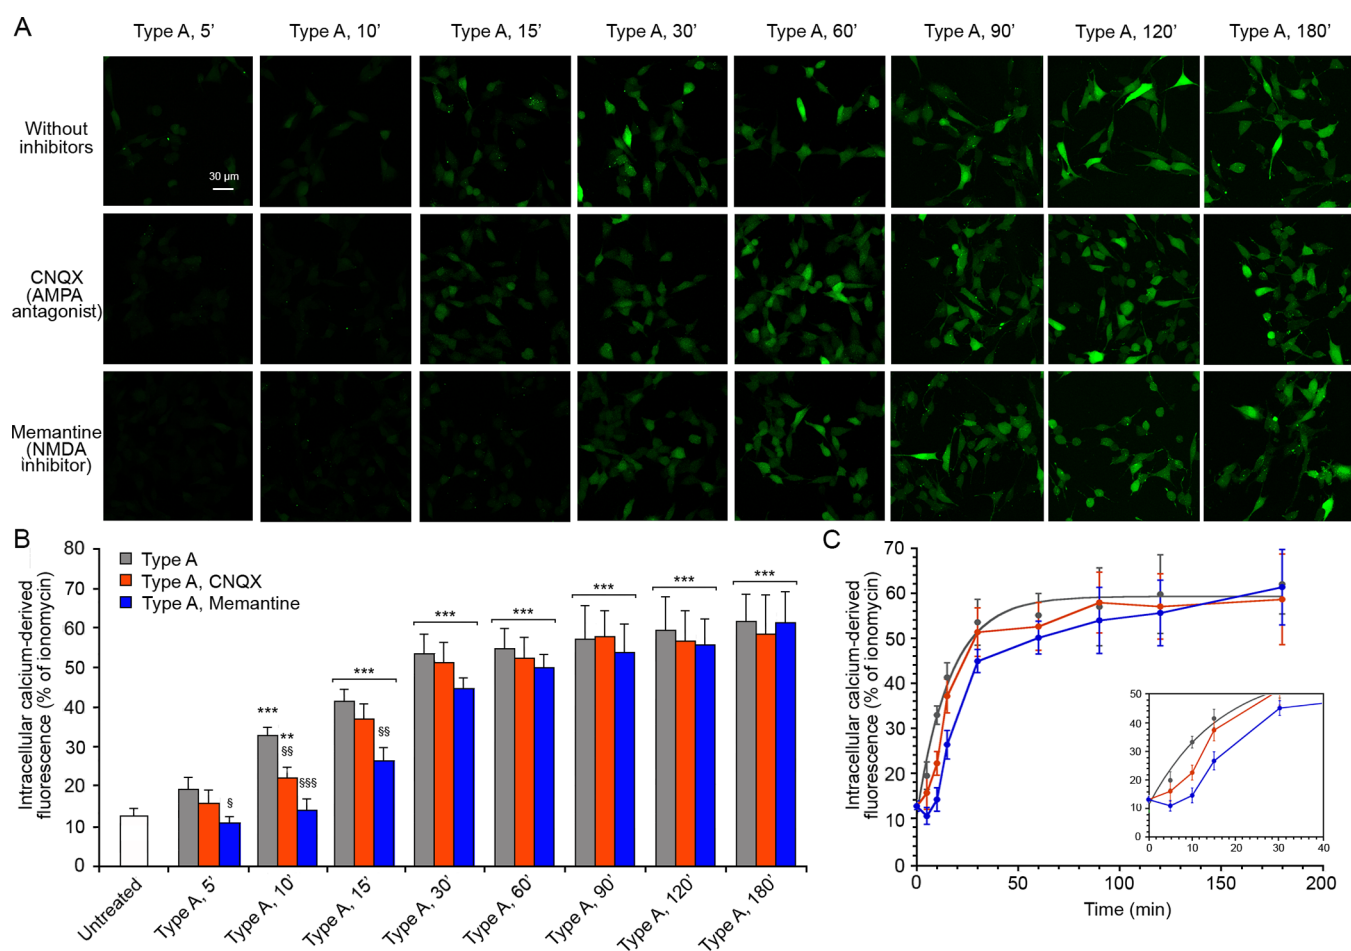 A
Type A, 5’
Type A, 10’
Type A, 15’
Type A, 30’
Type A, 60’
Type A, 90’
Type A, 120’
Type A, 180’
Without
inhibitors
30 µm
CNQX
(AMPA
antagonist)
Memantine
(NMDA
inhibitor)
B
Intracellular calcium-derived
fluorescence (% of ionomycin)
80
70
60
50
40
30
20
10
0
Type A
Type A, CNQX
Type A, Memantine
§
***
**
§§
§§§
***
§§
***
***
***
***
***
Untreated
Type A, 5’
Type A, 10’
Type A, 15’
Type A, 30’
Type A, 60’
Type A, 90’
Type A, 120’
Type A, 180’
C
Intracellular calcium-derived
fluorescence (% of ionomycin)
70
60
50
40
30
20
10
0
0
50
100
150
200
Time (min)
50
40
30
20
10
0
0
10
20
30
40